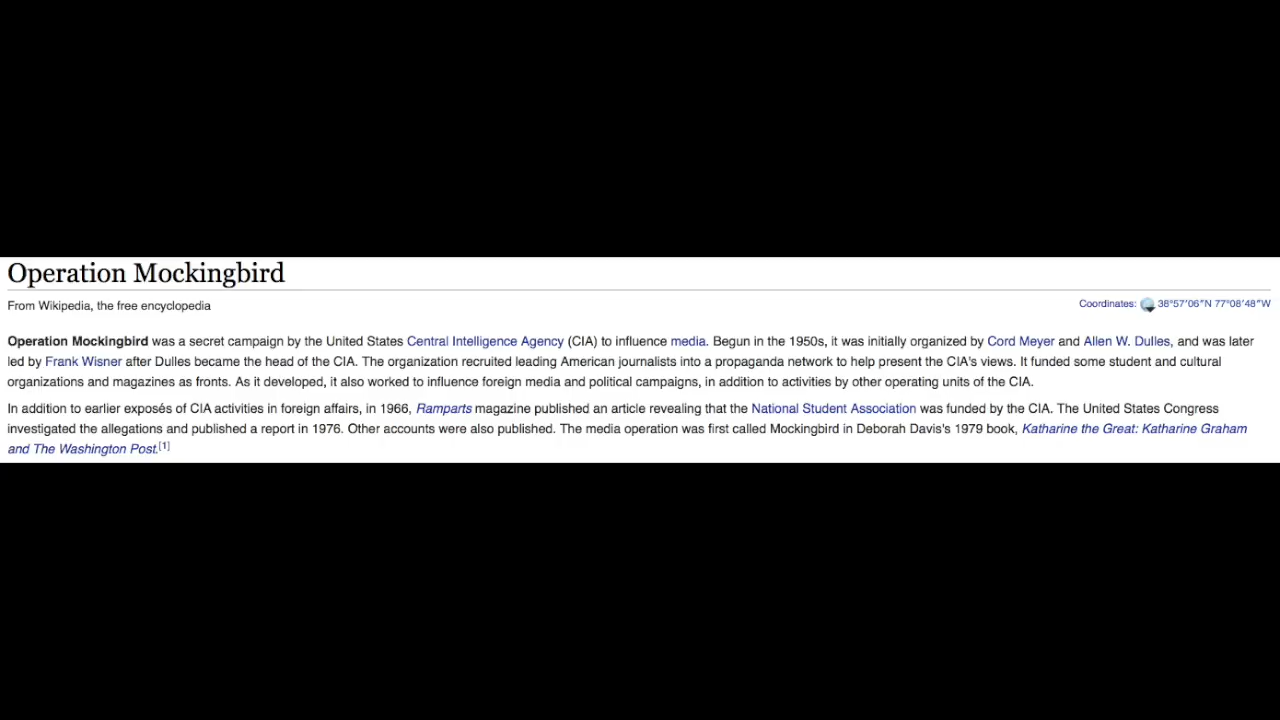 Operation Mockingbird
From Wikipedia, the free encyclopedia
Coordinates: 38°57′06″N 77°08′48″W
Operation Mockingbird was a secret campaign by the United States Central Intelligence Agency (CIA) to influence media. Begun in the 1950s, it was initially organized by Cord Meyer and Allen W. Dulles, and was later
led by Frank Wisner after Dulles became the head of the CIA. The organization recruited leading American journalists into a propaganda network to help present the CIA's views. It funded some student and cultural
organizations and magazines as fronts. As it developed, it also worked to influence foreign media and political campaigns, in addition to activities by other operating units of the CIA.
In addition to earlier exposés of CIA activities in foreign affairs, in 1966, Ramparts magazine published an article revealing that the National Student Association was funded by the CIA. The United States Congress
investigated the allegations and published a report in 1976. Other accounts were also published. The media operation was first called Mockingbird in Deborah Davis's 1979 book, Katharine the Great: Katharine Graham
and The Washington Post.[1]